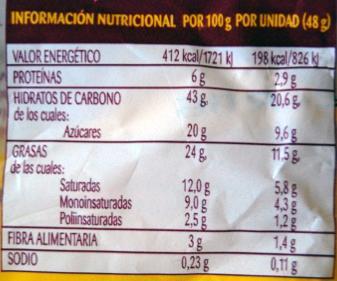 INFORMACIÓN NUTRICIONAL POR 100 g POR UNIDAD (48 g)
VALOR ENERGÉTICO 412 kcal/1721 kJ 198 kcal/826 kJ
PROTEÍNAS 6 g 2,9 g
HIDRATOS DE CARBONO 43 g. 20,6 g.
de los cuales:
Azúcares 20 g 9,6 g
GRASAS 24 g. 11,5 g.
de las cuales:
Saturadas 12,0 g 5,8 g
Monoinsaturadas 9,0 g 4,3 g
Poliinsaturadas 2,5 g 1,2 g
FIBRA ALIMENTARIA 3 g 1,4 g
SODIO 0,23 g 0,11 g